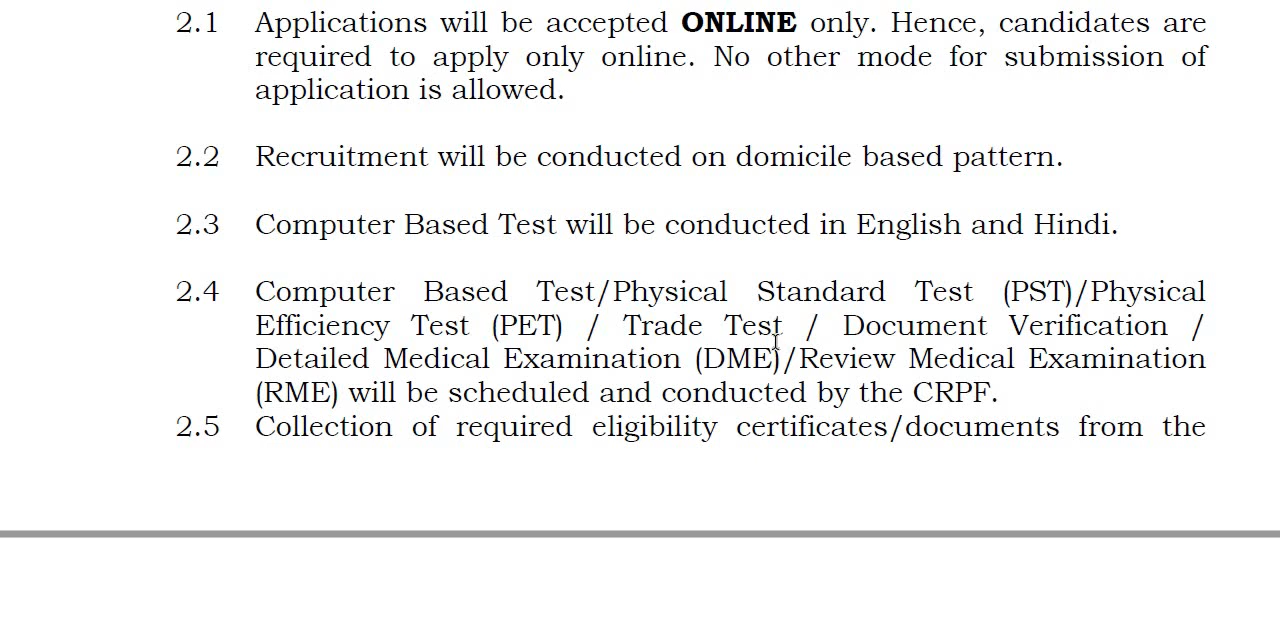 2.1 Applications will be accepted ONLINE only. Hence, candidates are
required to apply only online. No other mode for submission of
application is allowed.
2.2 Recruitment will be conducted on domicile based pattern.
2.3 Computer Based Test will be conducted in English and Hindi.
2.4 Computer Based Test/Physical Standard Test (PST)/Physical
Efficiency Test (PET) / Trade Test / Document Verification /
Detailed Medical Examination (DME)/Review Medical Examination
(RME) will be scheduled and conducted by the CRPF.
2.5 Collection of required eligibility certificates/documents from the